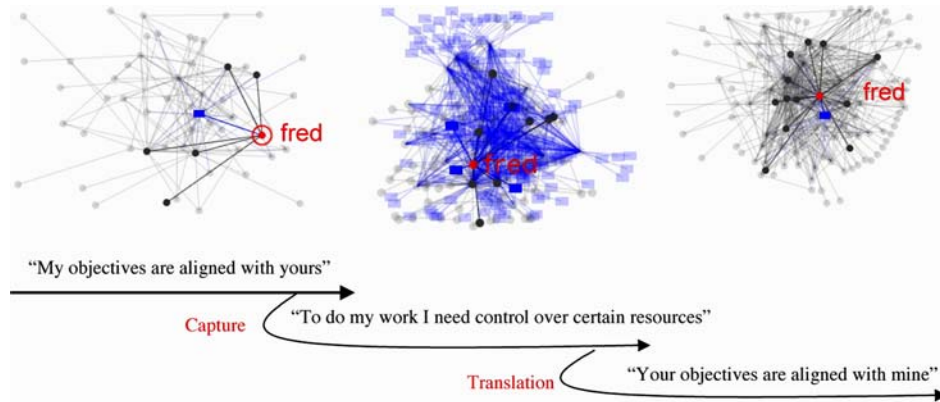 fred
fred
fred
“My objectives are aligned with yours”
Capture
“To do my work I need control over certain resources”
Translation
“Your objectives are aligned with mine”